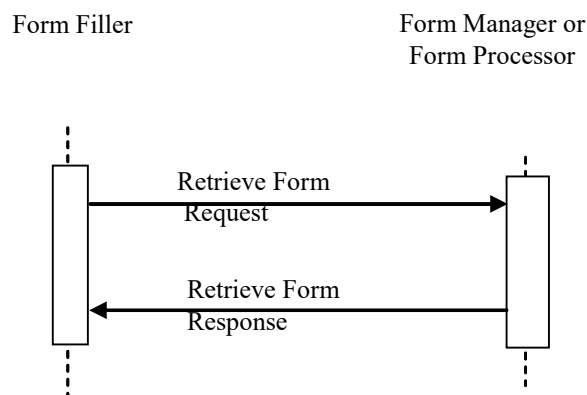 Form Filler
Form Manager or
Form Processor
Retrieve Form
Request
Retrieve Form
Response